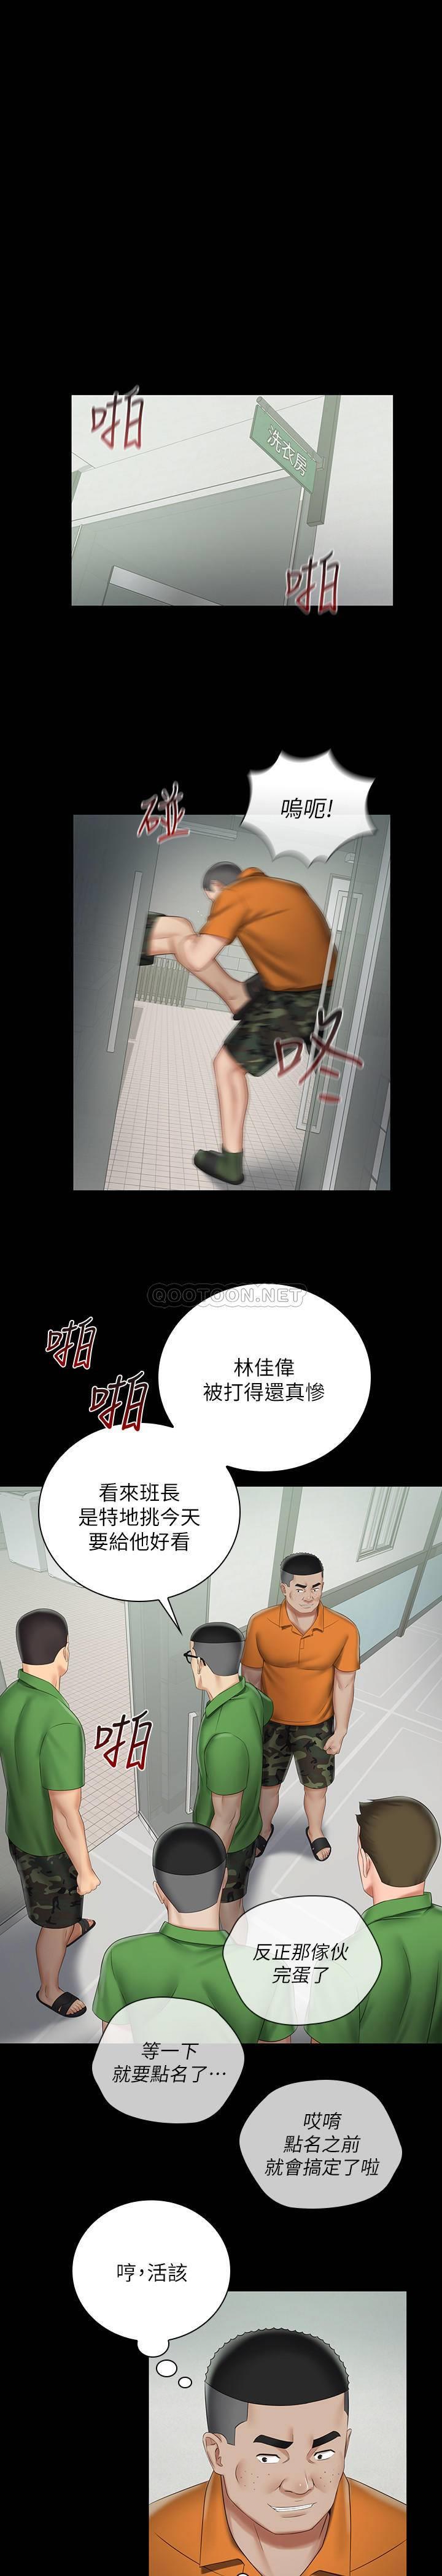 啪
洗衣房
啪
嗚呃!
碰
咚
QOOTOON.NET
啪
啪
林佳偉
被打得還真慘
看來班長
是特地挑今天
要給他好看
啪
反正那傢伙
完蛋了
等一下
就要點名了…
哎唷
點名之前
就會搞定了啦
哼,活該